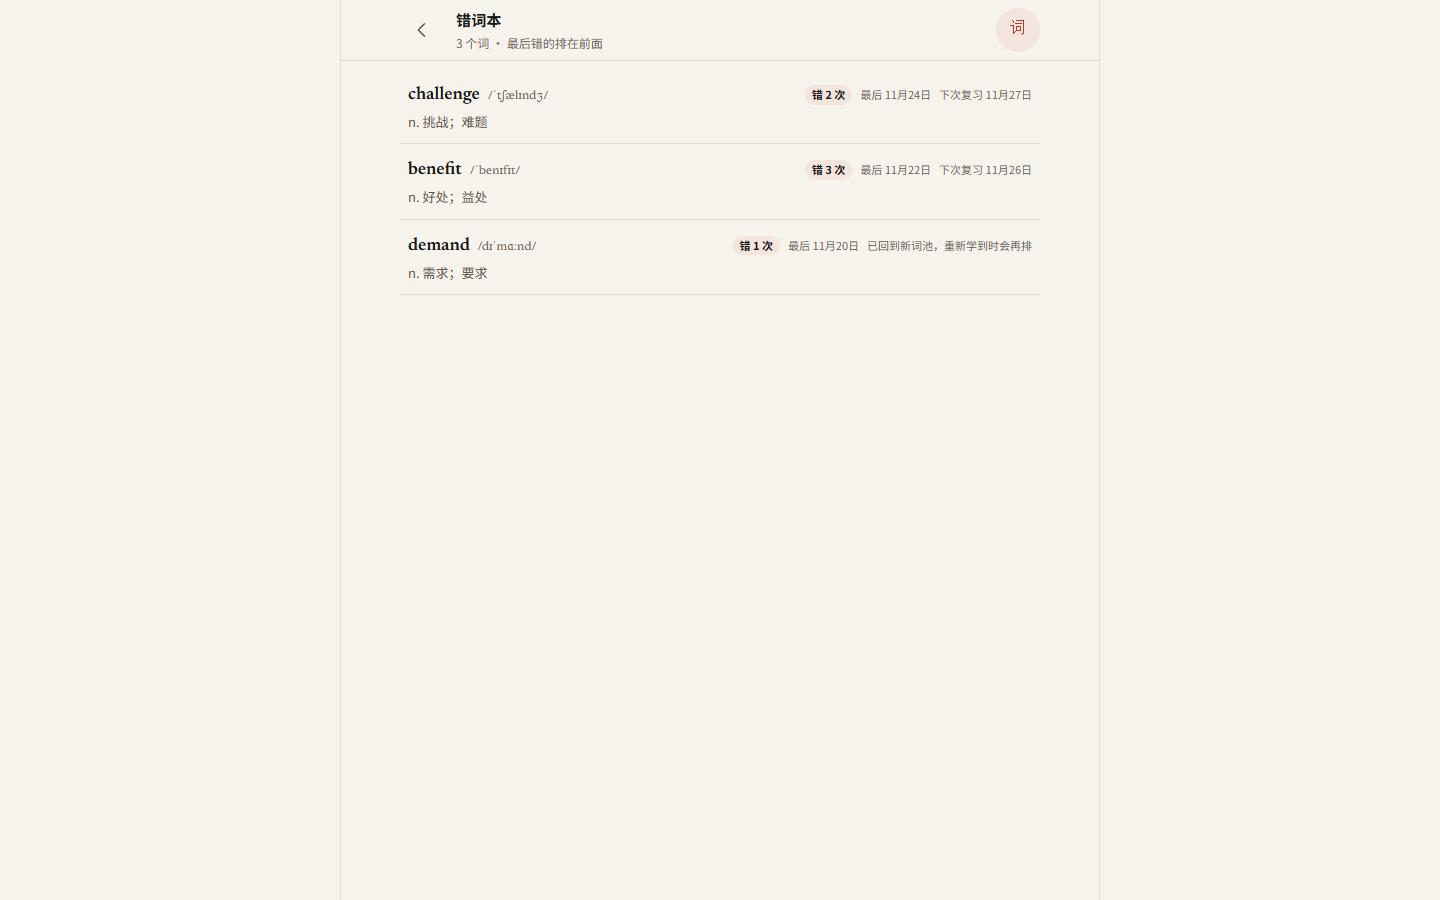 错词本
3 个词 · 最后错的排在前面
词
challenge /ˈtʃælɪndʒ/ 错 2 次 最后 11月24日 下次复习 11月27日
n. 挑战；难题
benefit /ˈbenɪfɪt/ 错 3 次 最后 11月22日 下次复习 11月26日
n. 好处；益处
demand /dɪˈmɑːnd/ 错 1 次 最后 11月20日 已回到新词池，重新学到时会再排
n. 需求；要求